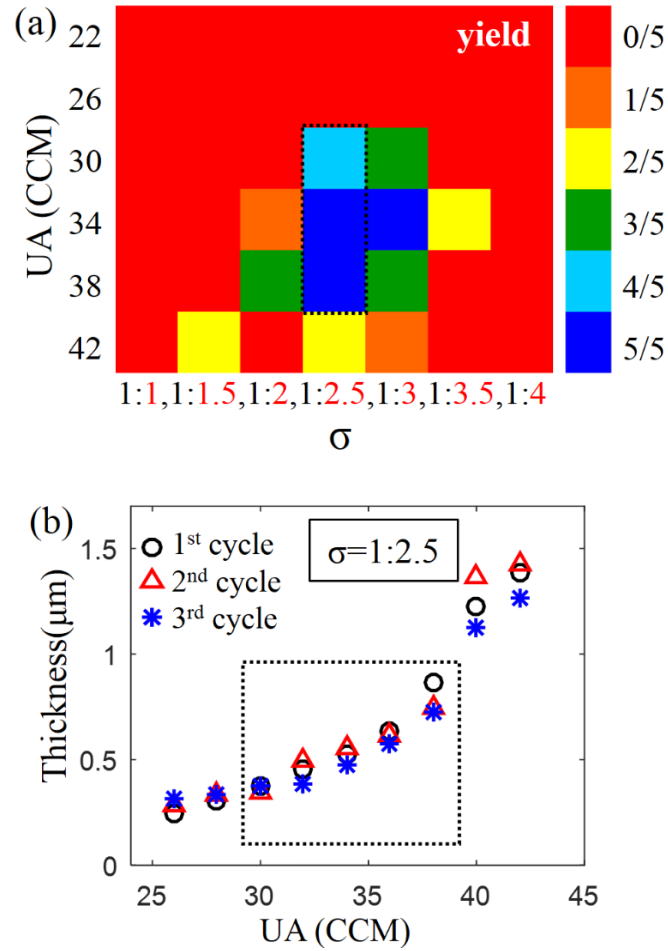 (a)
yield
22
26
30
34
38
42
UA (CCM)
0/5
1/5
2/5
3/5
4/5
5/5
1:1,1:1.5,1:2,1:2.5,1:3,1:3.5,1:4
σ
(b)
1st cycle
2nd cycle
3rd cycle
σ=1:2.5
1.5
1
0.5
0
Thickness(μm)
25 30 35 40 45
UA (CCM)